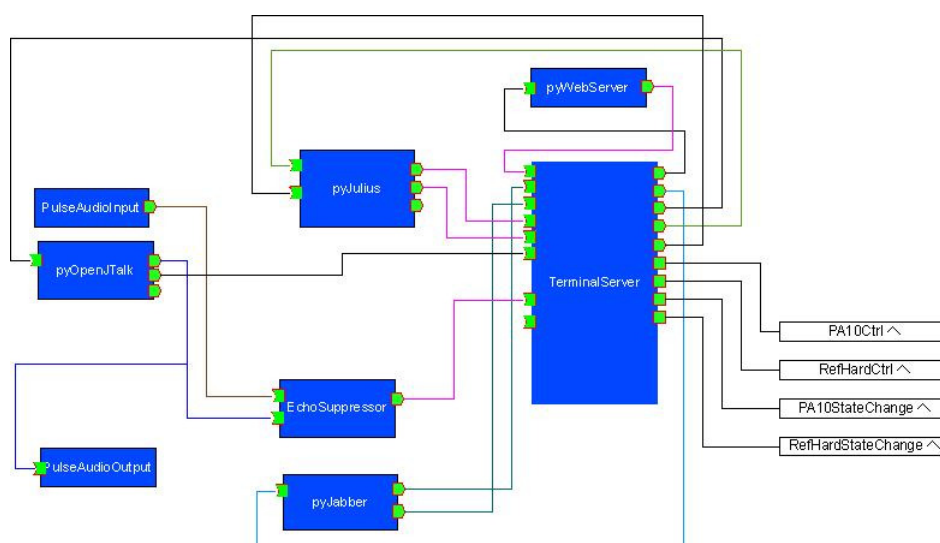 pyWebServer
pyJulius
PulseAudioInput
pyOpenJTalk
TerminalServer
PA10Ctrl へ
RefHardCtrl へ
EchoSuppressor
PA10StateChange へ
RefHardStateChange へ
PulseAudioOutput
pyJabber